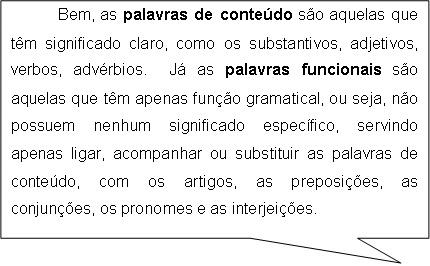 Bem, as palavras de conteúdo são aquelas que
têm significado claro, como os substantivos, adjetivos,
verbos, advérbios. Já as palavras funcionais são
aquelas que têm apenas função gramatical, ou seja, não
possuem nenhum significado específico, servindo
apenas ligar, acompanhar ou substituir as palavras de
conteúdo, com os artigos, as preposições, as
conjunções, os pronomes e as interjeições.